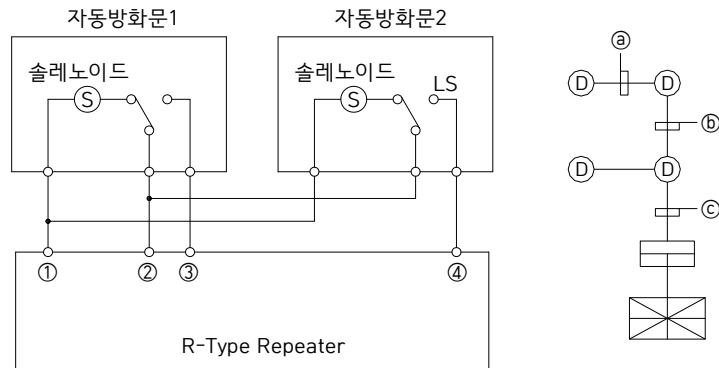 자동방화문1
자동방화문2
솔레노이드
S
솔레노이드
LS
S
① ② ③ ④
R-Type Repeater
ⓐ
D D
ⓑ
D D
ⓒ